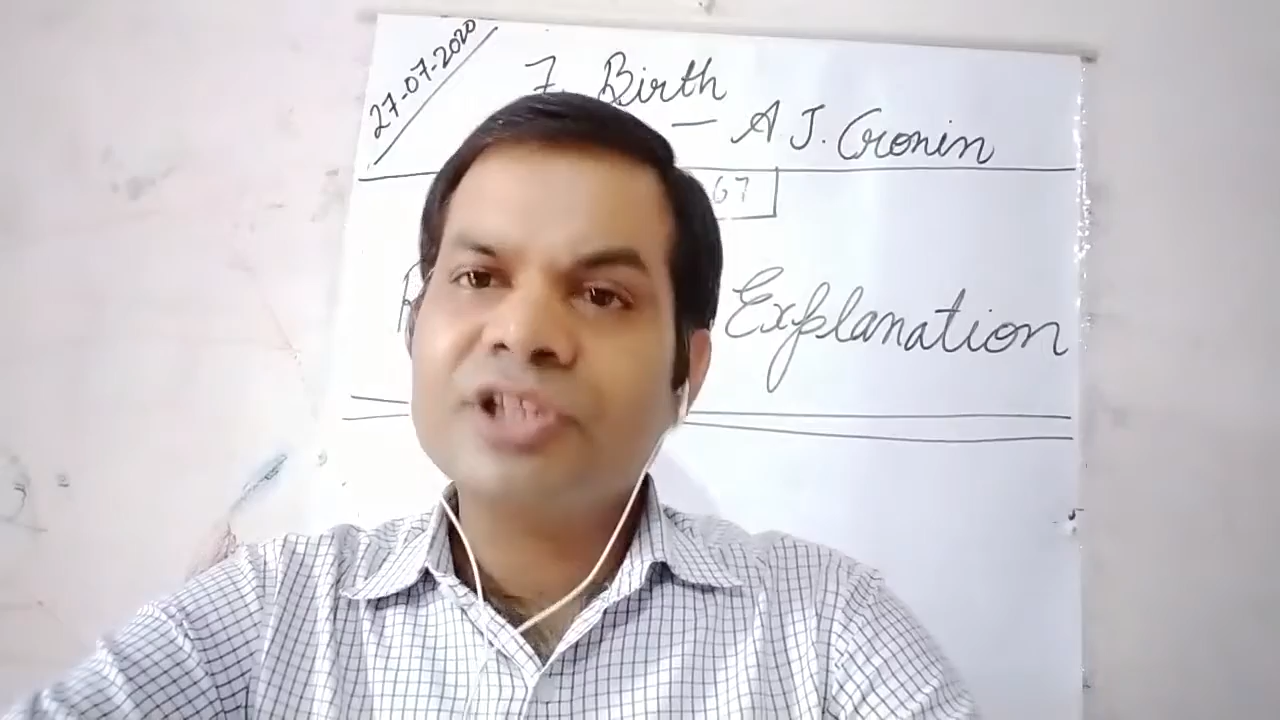 27-07-2020
7. Birth
— A J. Cronin
67
Explanation